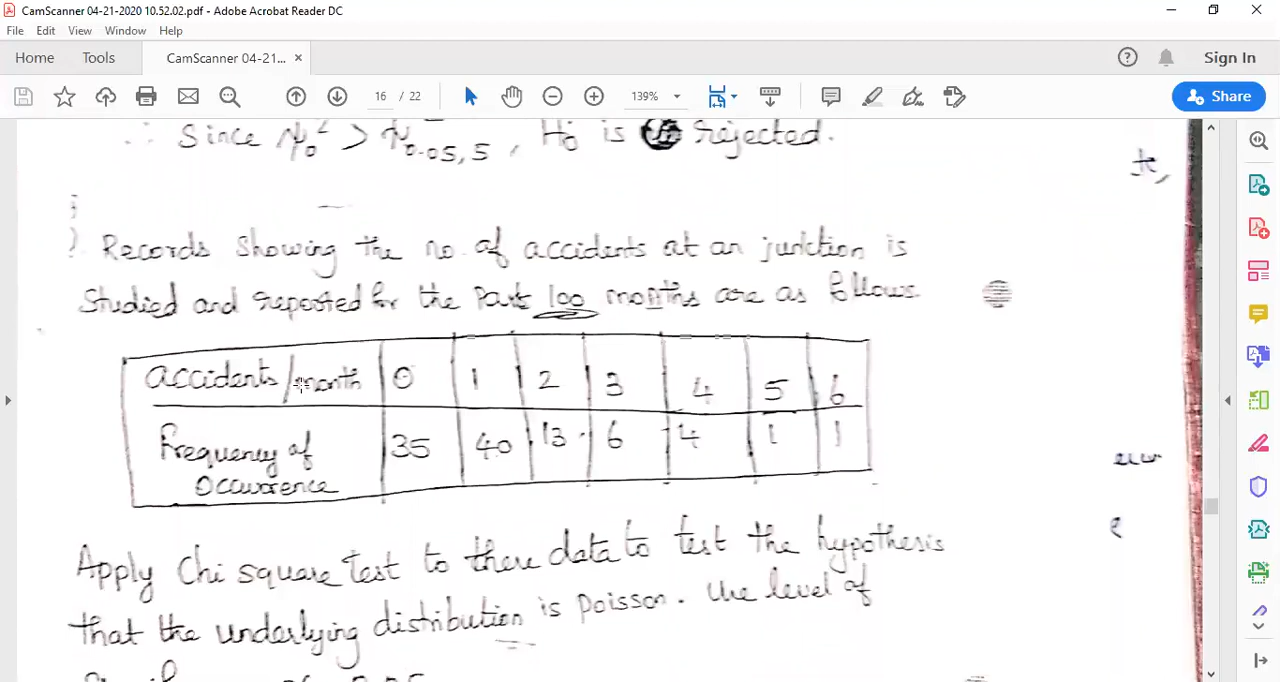 CamScanner 04-21-2020 10.52.02.pdf - Adobe Acrobat Reader DC
File Edit View Window Help
Home Tools CamScanner 04-21... × Sign In
16 / 22 139% Share
∴ Since χ₀² > χ²0.05,5, H₀ is rejected.
Records showing the no. of accidents at an junction is
studied and reported for the past 100 months are as follows.
accidents/month 0 1 2 3 4 5 6
Frequency of 35 40 13 6 4 1 1
Occurrence
Apply Chi square test to there data to test the hypothesis
that the underlying distribution is poisson. Use level of